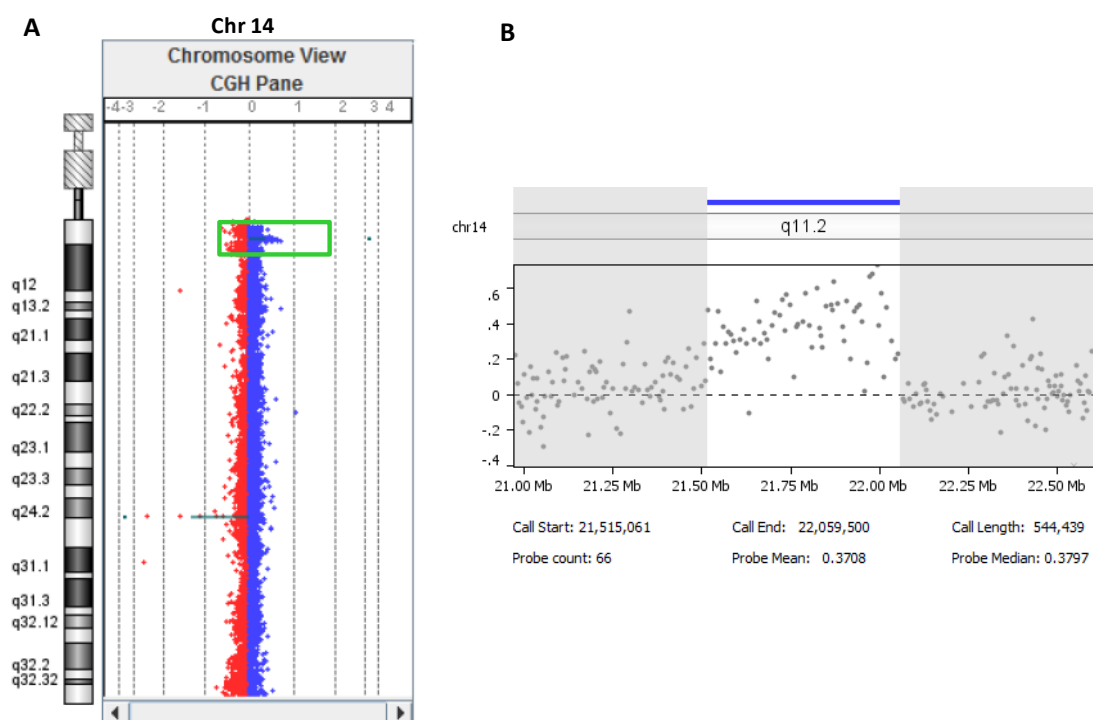 A
Chr 14
Chromosome View
CGH Pane
-4 -3 -2 -1 0 1 2 3 4
q12
q13.2
q21.1
q21.3
q22.2
q23.1
q23.3
q24.2
q31.1
q31.3
q32.12
q32.2
q32.32
B
chr14
q11.2
.6
.4
.2
0
-.2
-.4
21.00 Mb 21.25 Mb 21.50 Mb 21.75 Mb 22.00 Mb 22.25 Mb 22.50 Mb
Call Start: 21,515,061 Call End: 22,059,500 Call Length: 544,439
Probe count: 66 Probe Mean: 0.3708 Probe Median: 0.3797